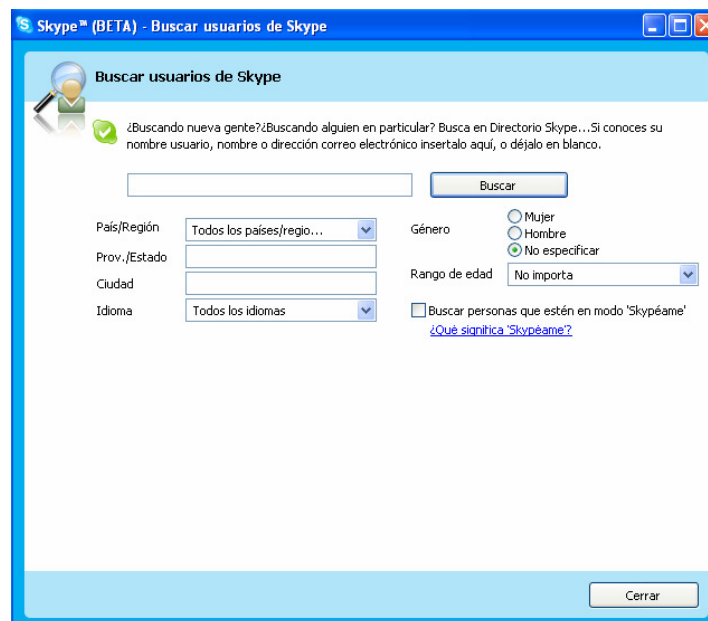 Skype™ (BETA) - Buscar usuarios de Skype
Buscar usuarios de Skype
¿Buscando nueva gente?¿Buscando alguien en particular? Busca en Directorio Skype...Si conoces su
nombre usuario, nombre o dirección correo electrónico insertalo aquí, o déjalo en blanco.
Buscar
País/Región
Todos los países/regio...
Prov./Estado
Ciudad
Idioma
Todos los idiomas
Género
Mujer
Hombre
No especificar
Rango de edad
No importa
Buscar personas que estén en modo 'Skypéame'
¿Qué significa 'Skypéame'?
Cerrar